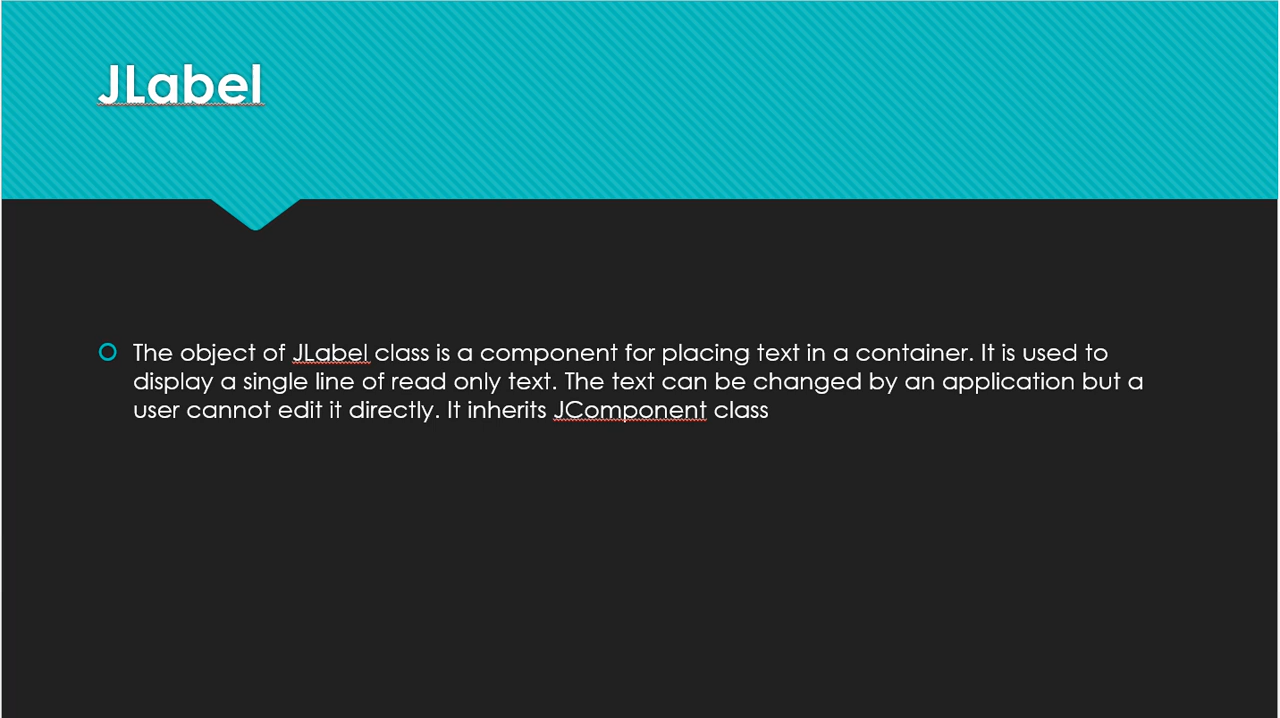 JLabel
The object of JLabel class is a component for placing text in a container. It is used to
display a single line of read only text. The text can be changed by an application but a
user cannot edit it directly. It inherits JComponent class